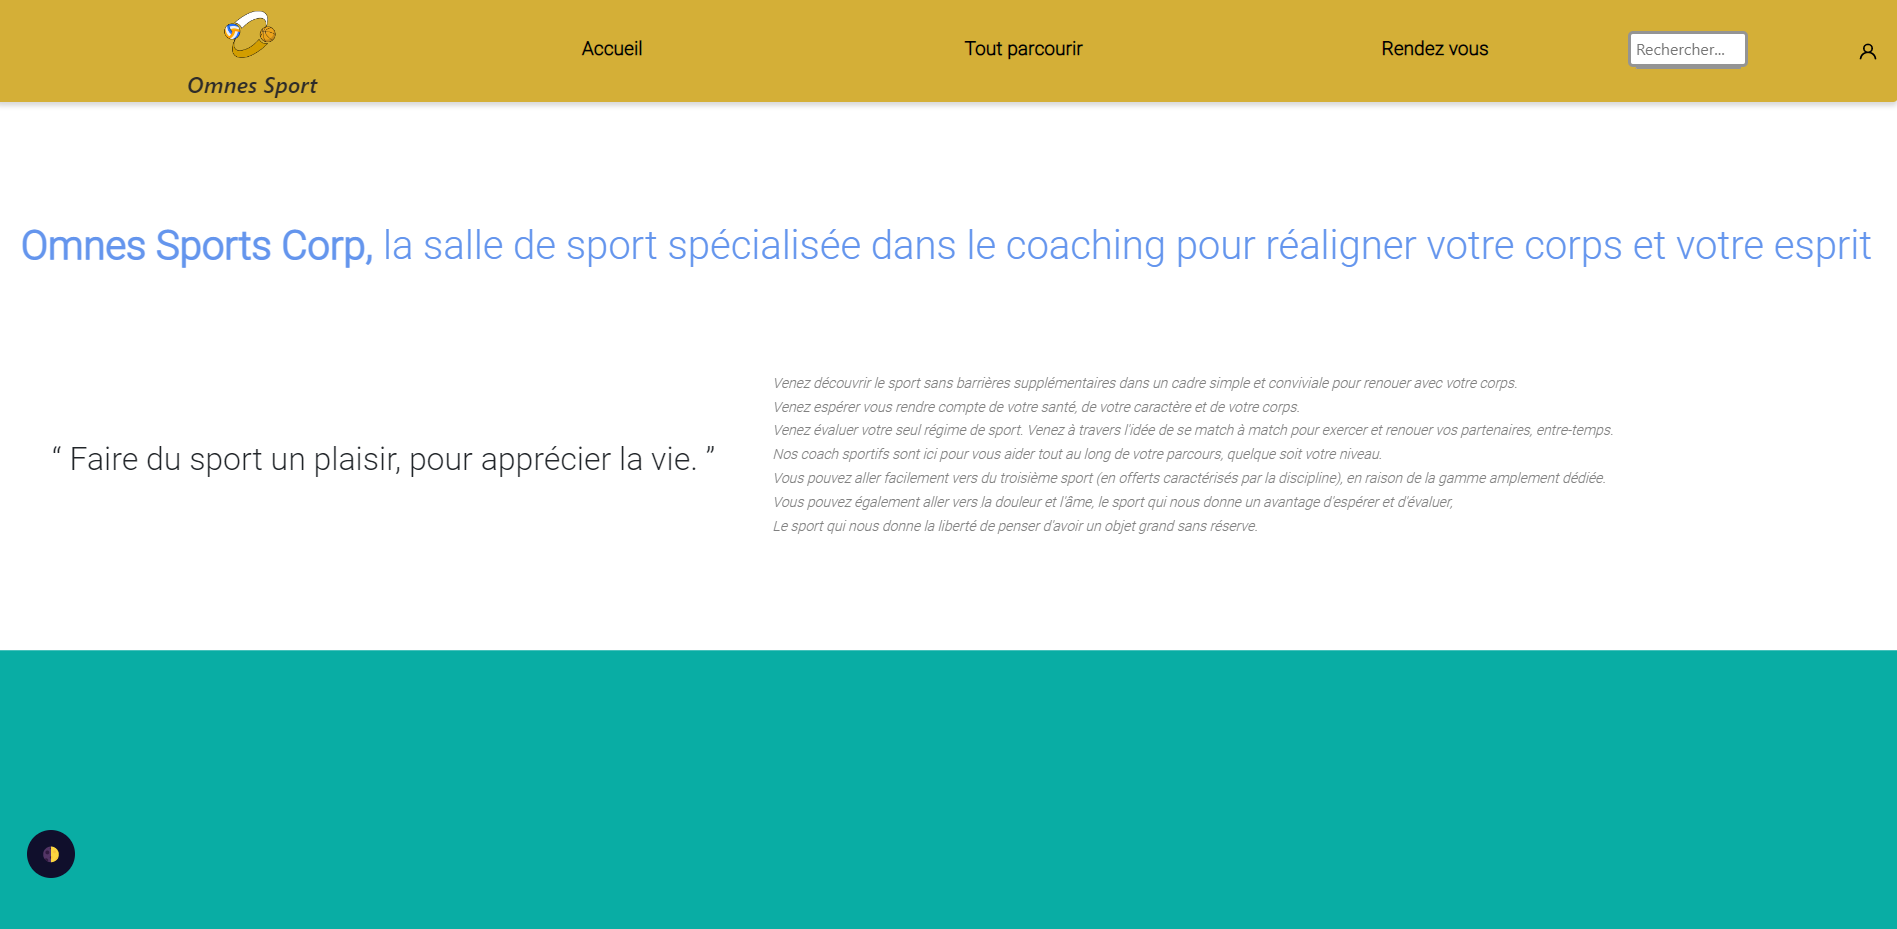 Omnes Sport
Accueil
Tout parcourir
Rendez vous
Rechercher...
Omnes Sports Corp, la salle de sport spécialisée dans le coaching pour réaligner votre corps et votre esprit
“ Faire du sport un plaisir, pour apprécier la vie. ”
Venez découvrir le sport sans barrières supplémentaires dans un cadre simple et conviviale pour renouer avec votre corps.
Venez espérer vous rendre compte de votre santé, de votre caractère et de votre corps.
Venez évaluer votre seul régime de sport. Venez à travers l'idée de se match à match pour exercer et renouer vos partenaires, entre-temps.
Nos coach sportifs sont ici pour vous aider tout au long de votre parcours, quelque soit votre niveau.
Vous pouvez aller facilement vers du troisième sport (en offerts caractérisés par la discipline), en raison de la gamme amplement dédiée.
Vous pouvez également aller vers la douleur et l'âme, le sport qui nous donne un avantage d'espérer et d'évaluer,
Le sport qui nous donne la liberté de penser d'avoir un objet grand sans réserve.